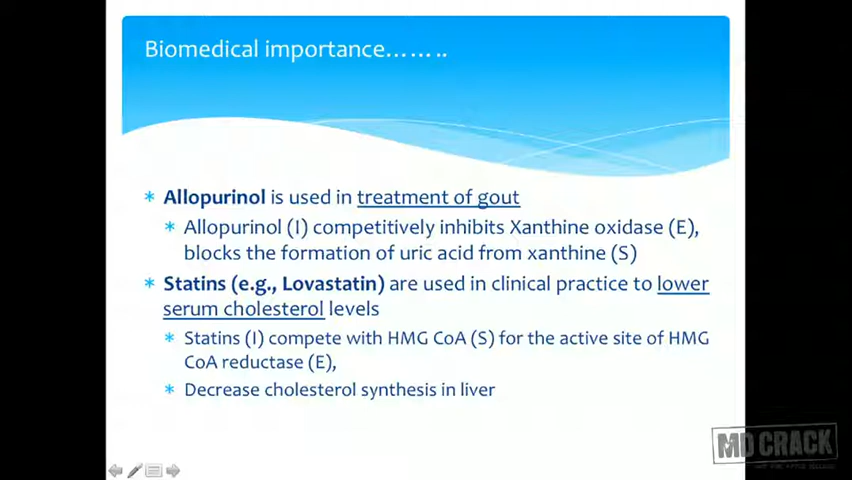 Biomedical importance……..
* Allopurinol is used in treatment of gout
* Allopurinol (I) competitively inhibits Xanthine oxidase (E),
blocks the formation of uric acid from xanthine (S)
* Statins (e.g., Lovastatin) are used in clinical practice to lower
serum cholesterol levels
* Statins (I) compete with HMG CoA (S) for the active site of HMG
CoA reductase (E),
* Decrease cholesterol synthesis in liver
MD CRACK